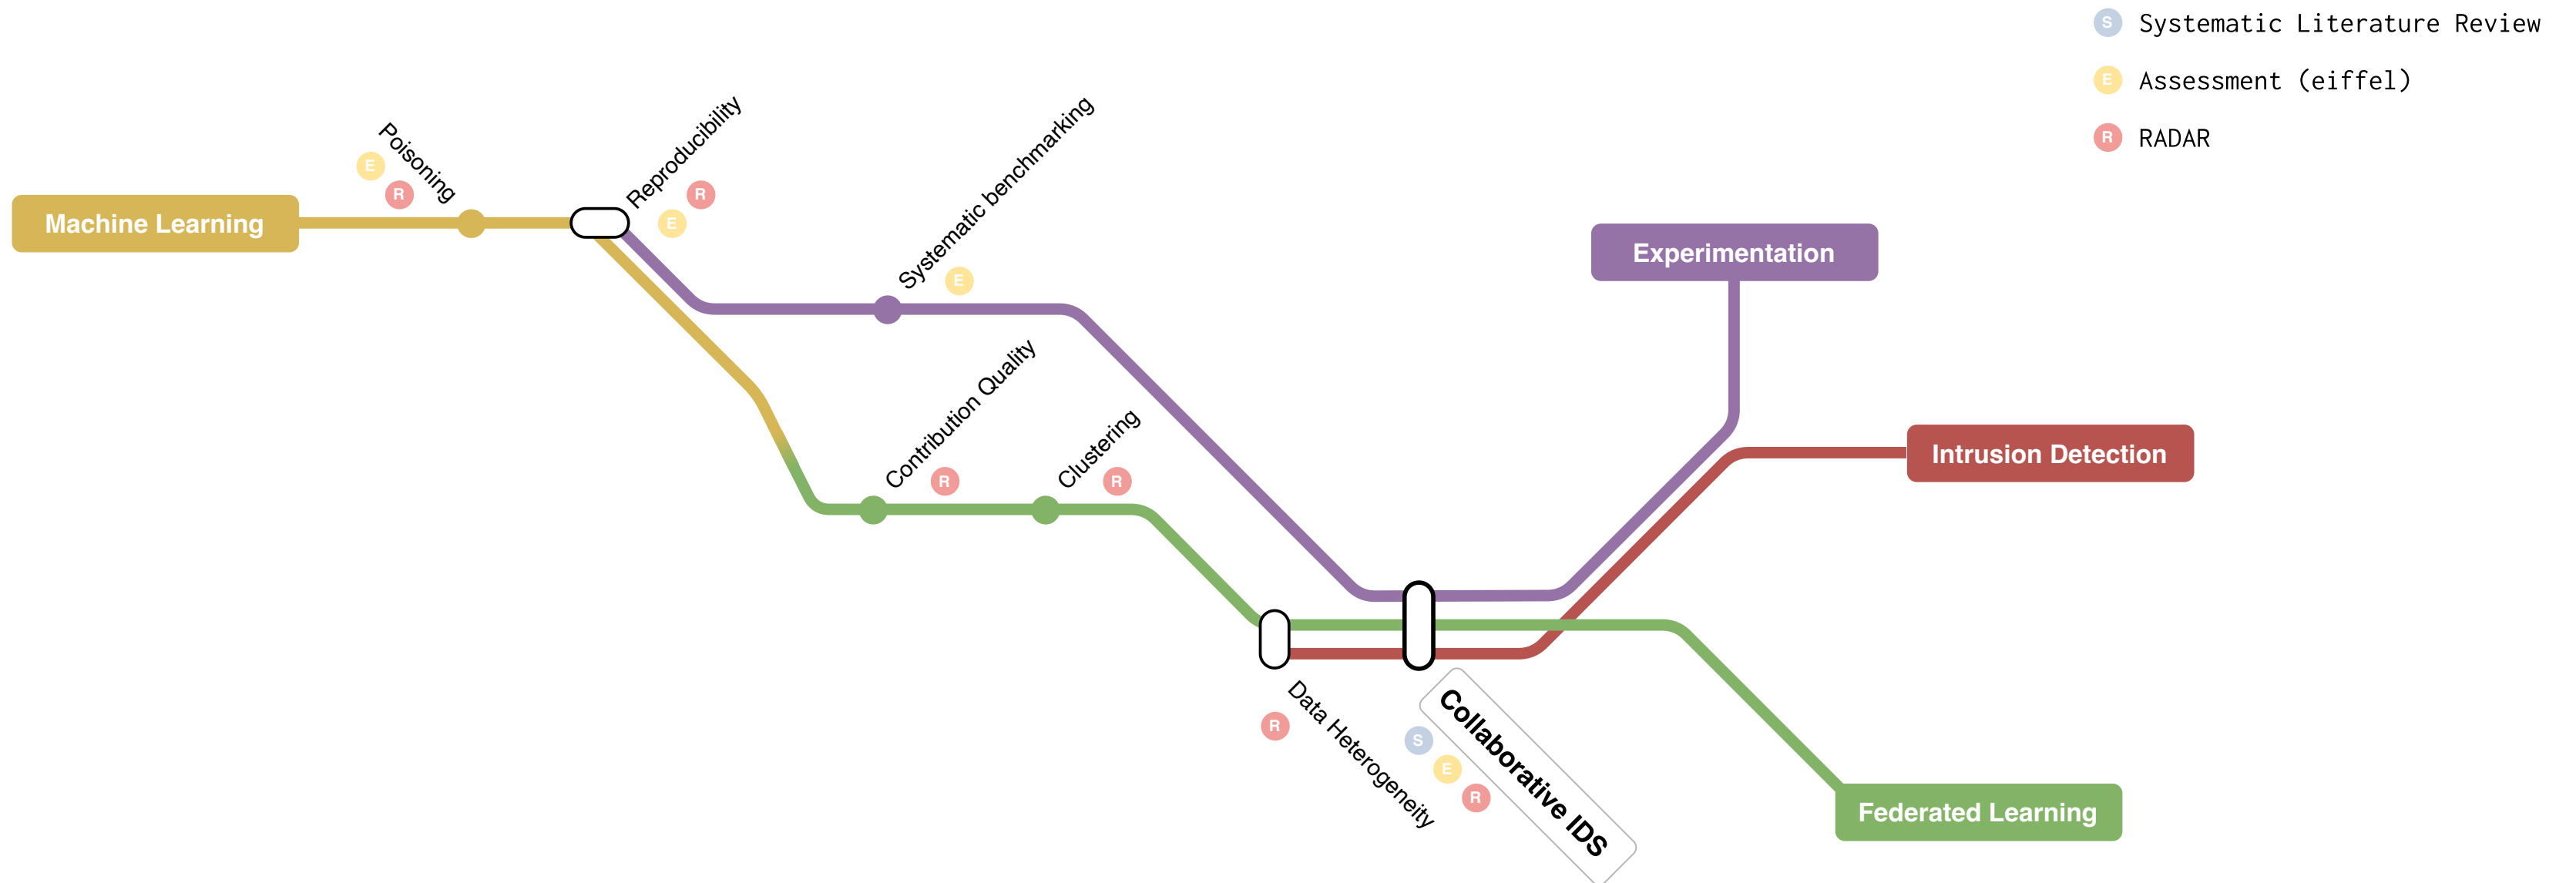 S Systematic Literature Review
E Assessment (eiffel)
R RADAR
Machine Learning
Poisoning
E
R
Reproducibility
E
R
Systematic benchmarking
E
Experimentation
Contribution Quality
R
Clustering
R
Intrusion Detection
Data Heterogeneity
R
Collaborative IDS
S
E
R
Federated Learning